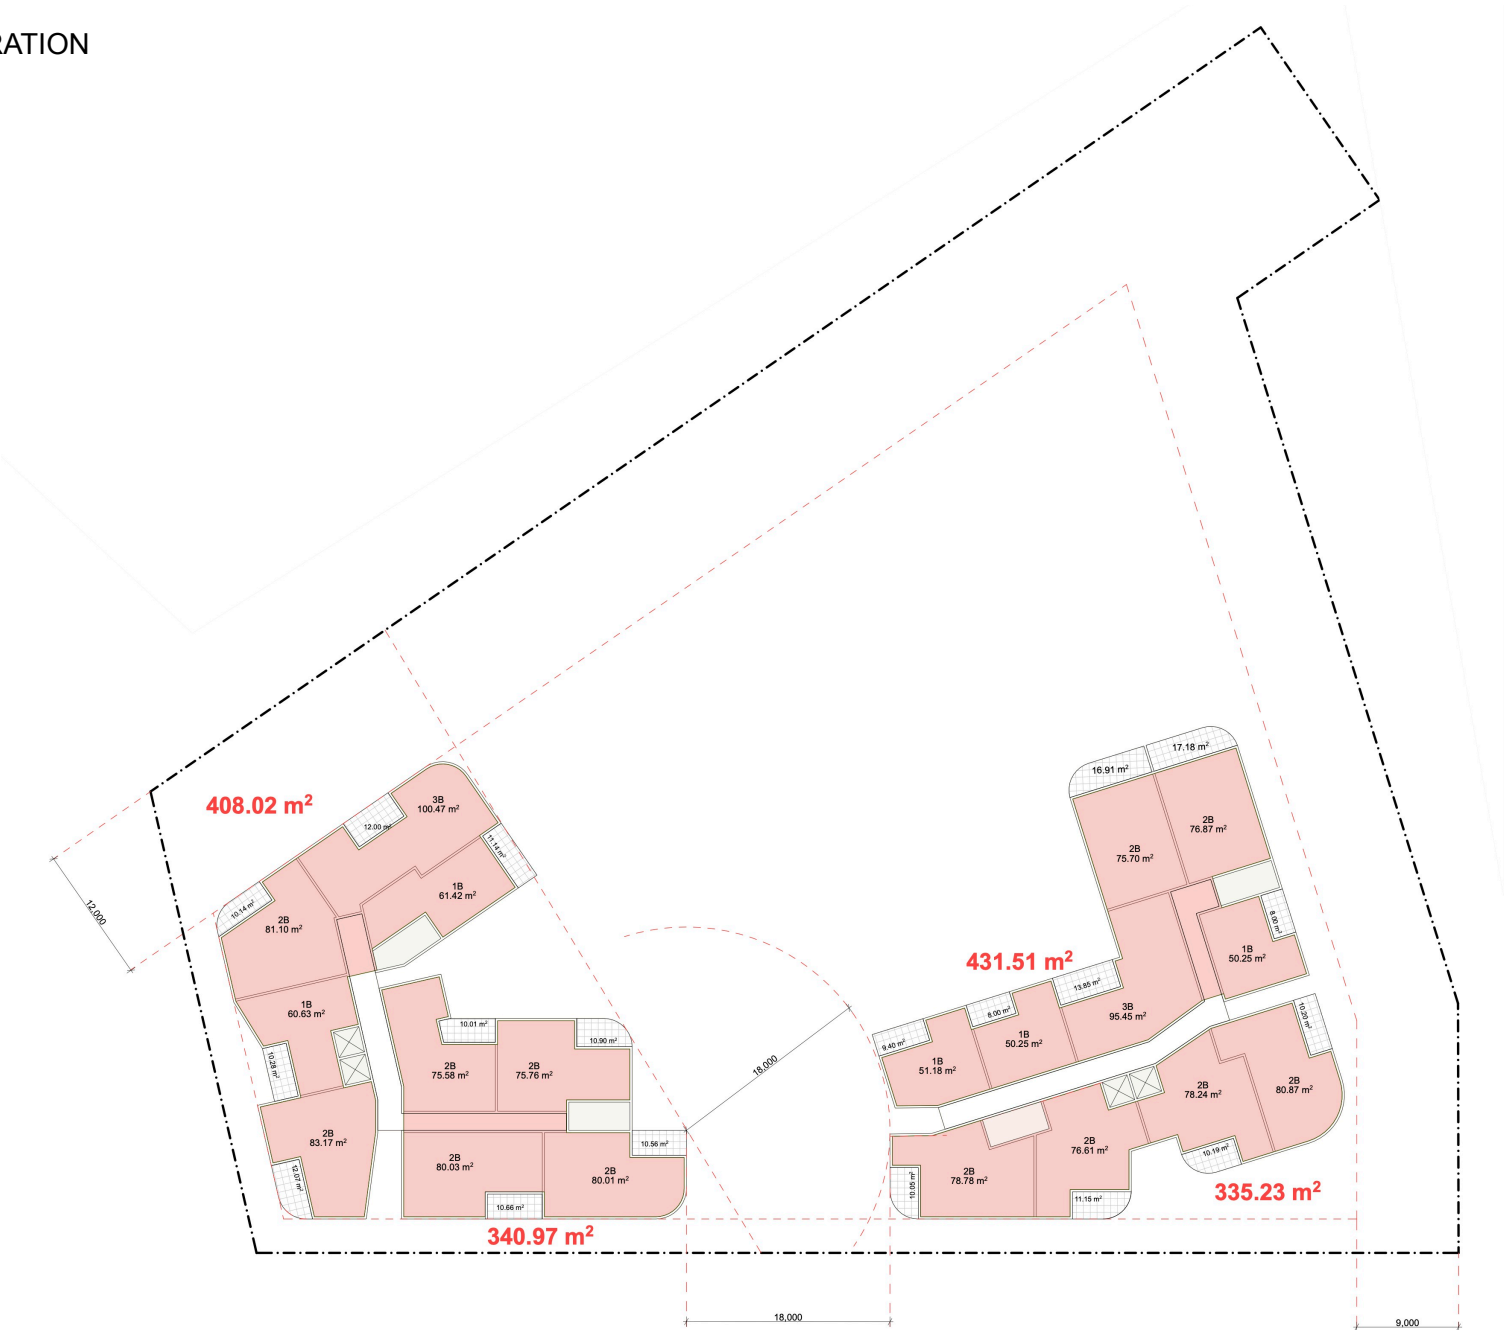 RATION
408.02 m²
12,000
3B
100.47 m²
12.00 m²
11.14 m²
1B
61.42 m²
10.14 m²
2B
81.10 m²
1B
60.63 m²
10.28 m²
2B
83.17 m²
12.07 m²
10.01 m²
10.90 m²
2B
75.58 m²
2B
75.76 m²
10.56 m²
2B
80.03 m²
2B
80.01 m²
10.66 m²
340.97 m²
18,000
18,000
431.51 m²
16.91 m²
17.18 m²
2B
76.87 m²
2B
75.70 m²
8.00 m²
1B
50.25 m²
13.85 m²
8.00 m²
9.40 m²
3B
95.45 m²
1B
50.25 m²
1B
51.18 m²
10.20 m²
2B
80.87 m²
2B
78.24 m²
2B
76.61 m²
2B
78.78 m²
10.19 m²
10.05 m²
11.15 m²
335.23 m²
9,000